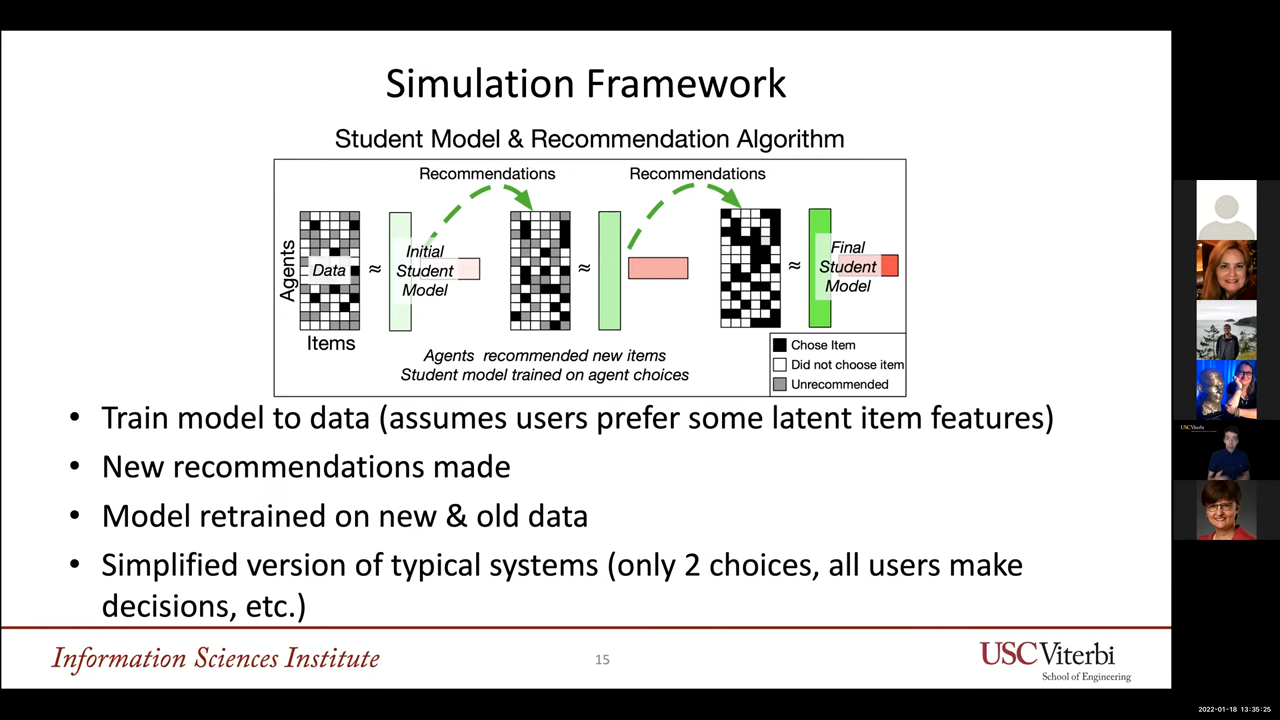 Simulation Framework
Student Model & Recommendation Algorithm
Recommendations
Recommendations
Agents
Data
≈
Initial
Student
Model
≈
≈
Final
Student
Model
Items
Agents recommended new items
Student model trained on agent choices
Chose Item
Did not choose item
Unrecommended
• Train model to data (assumes users prefer some latent item features)
• New recommendations made
• Model retrained on new & old data
• Simplified version of typical systems (only 2 choices, all users make
decisions, etc.)
Information Sciences Institute
15
USC Viterbi
School of Engineering
USC Viterbi
2022-01-18 13:35:25